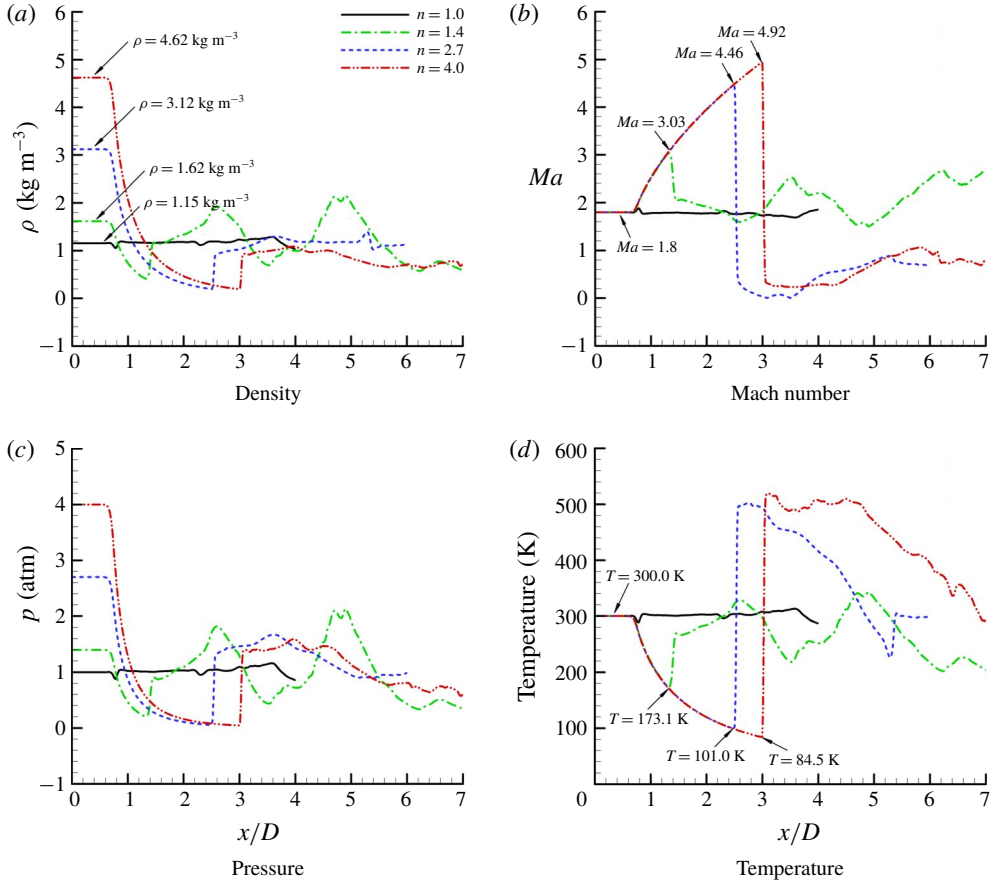 (a)
6
5
4
3
2
1
0
−1
ρ (kg m−3)
ρ = 4.62 kg m−3
ρ = 3.12 kg m−3
ρ = 1.62 kg m−3
ρ = 1.15 kg m−3
n = 1.0
n = 1.4
n = 2.7
n = 4.0
0 1 2 3 4 5 6 7
Density
(b)
6
5
4
3
2
1
0
−1
Ma
Ma = 4.92
Ma = 4.46
Ma = 3.03
Ma = 1.8
0 1 2 3 4 5 6 7
Mach number
(c)
5
4
3
2
1
0
−1
p (atm)
0 1 2 3 4 5 6 7
x/D
Pressure
(d)
600
500
400
300
200
100
0
Temperature (K)
T = 300.0 K
T = 173.1 K
T = 101.0 K
T = 84.5 K
1 2 3 4 5 6 7
x/D
Temperature